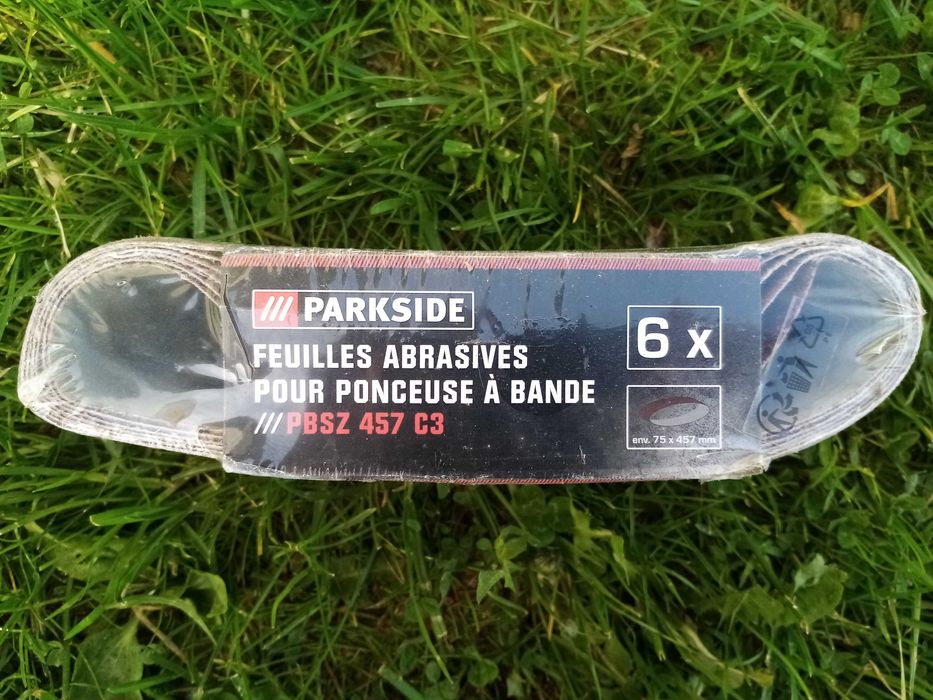 /// PARKSIDE
FEUILLES ABRASIVES
POUR PONCEUSE À BANDE
/// PBSZ 457 C3
6 x
env. 75 x 457 mm